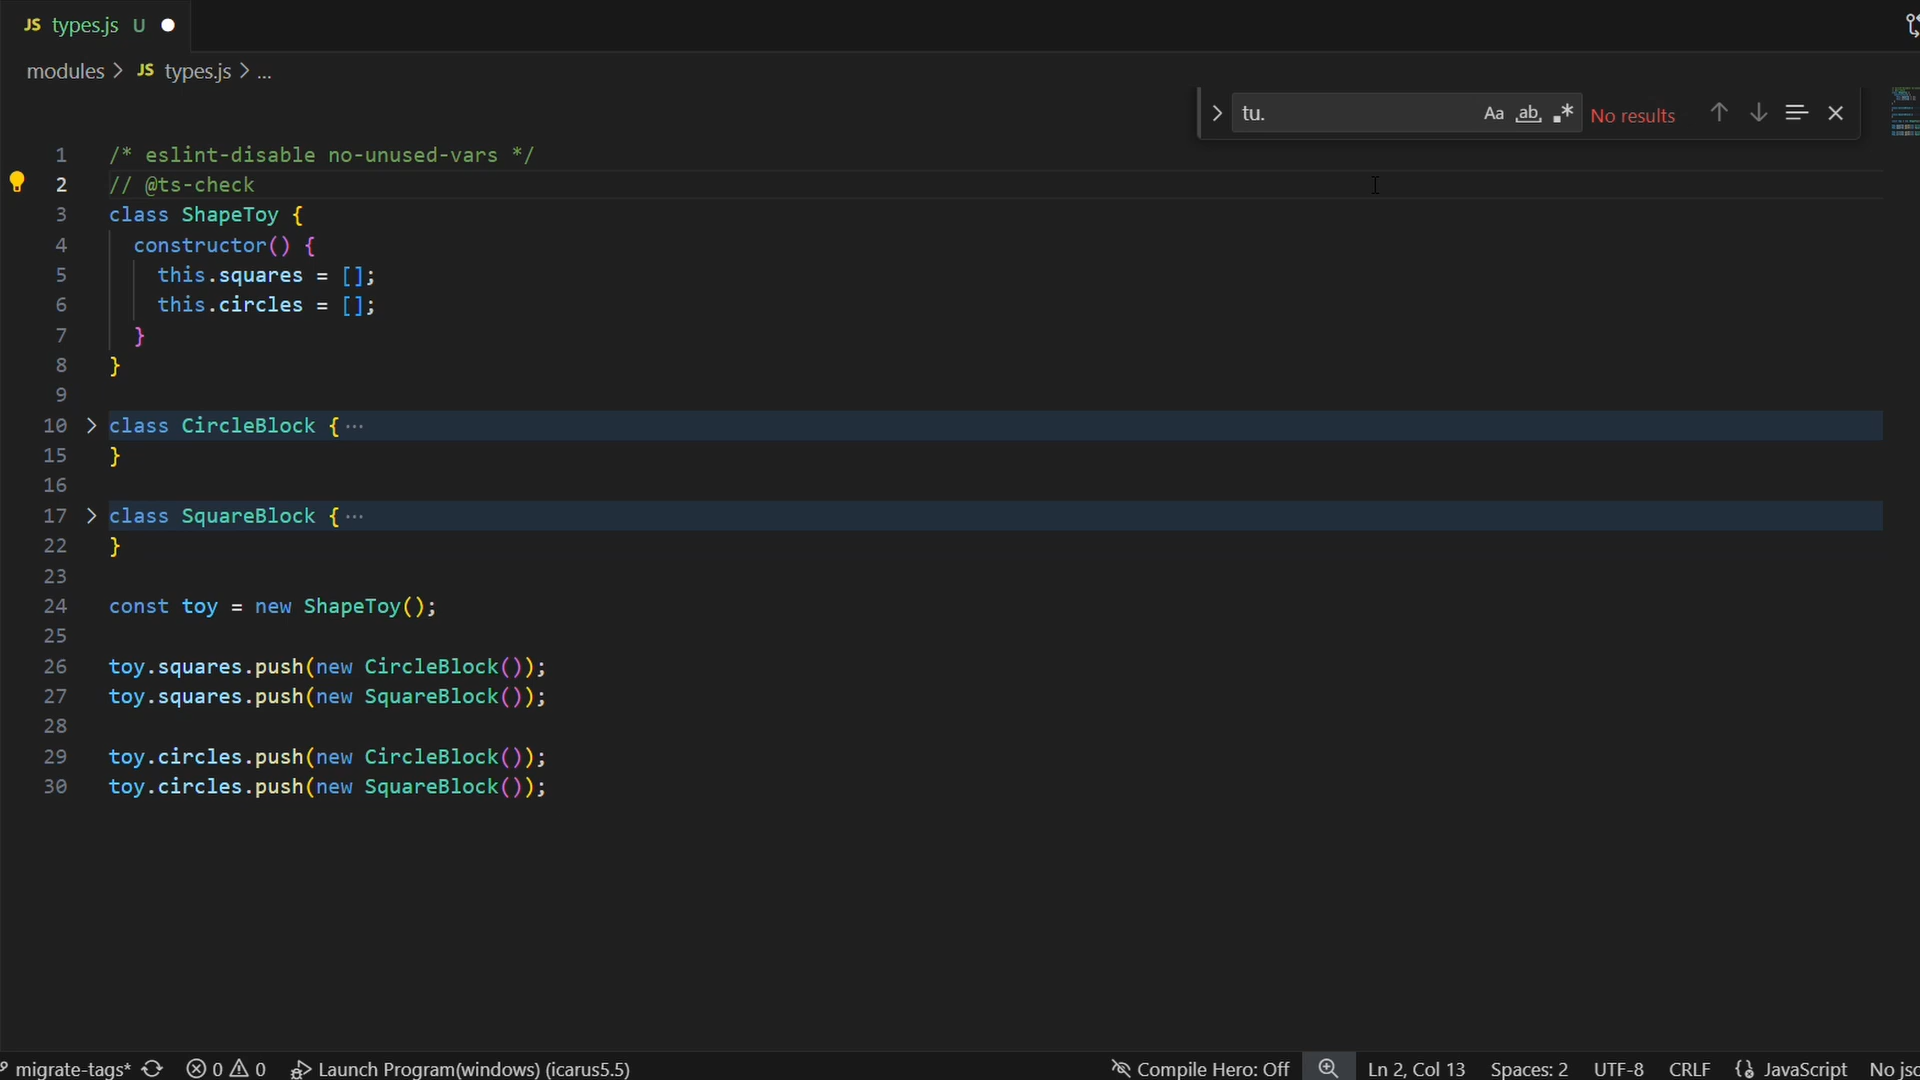 JS types.js U
modules > JS types.js > ...
tu. Aa ab .* No results
1 /* eslint-disable no-unused-vars */
2 // @ts-check
3 class ShapeToy {
4 constructor() {
5 this.squares = [];
6 this.circles = [];
7 }
8 }
9
10 > class CircleBlock { ...
15 }
16
17 > class SquareBlock { ...
22 }
23
24 const toy = new ShapeToy();
25
26 toy.squares.push(new CircleBlock());
27 toy.squares.push(new SquareBlock());
28
29 toy.circles.push(new CircleBlock());
30 toy.circles.push(new SquareBlock());
migrate-tags* 0 0 Launch Program(windows) (icarus5.5) Compile Hero: Off Ln 2, Col 13 Spaces: 2 UTF-8 CRLF JavaScript No jsc